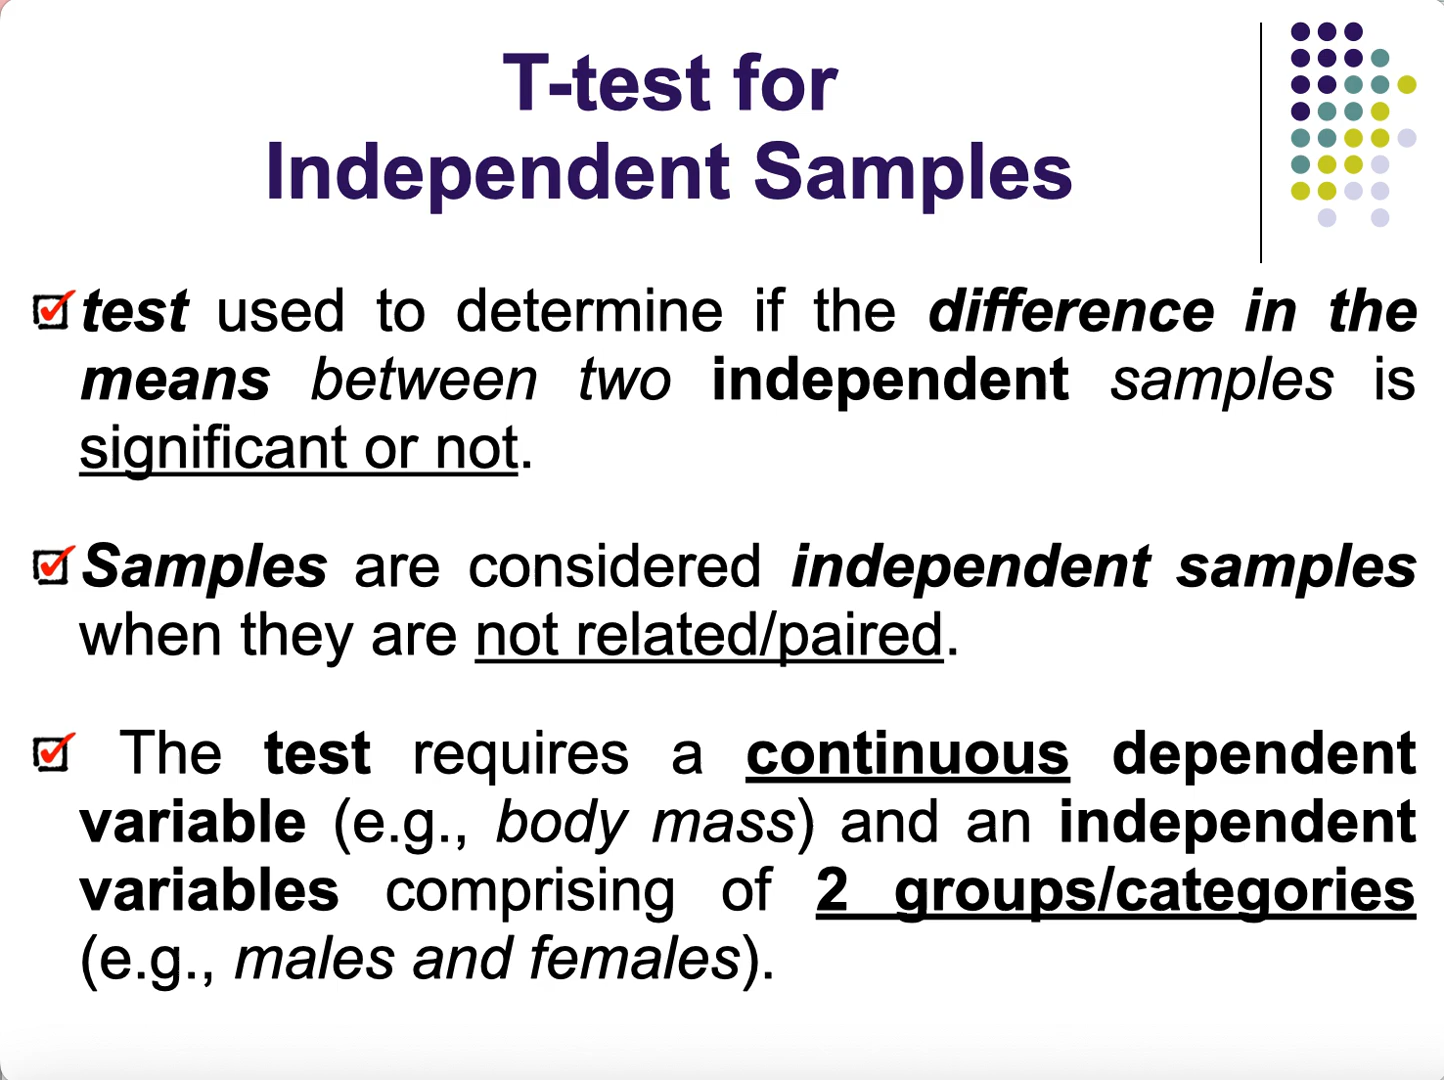 T-test for
Independent Samples
test used to determine if the difference in the
means between two independent samples is
significant or not.
Samples are considered independent samples
when they are not related/paired.
The test requires a continuous dependent
variable (e.g., body mass) and an independent
variables comprising of 2 groups/categories
(e.g., males and females).